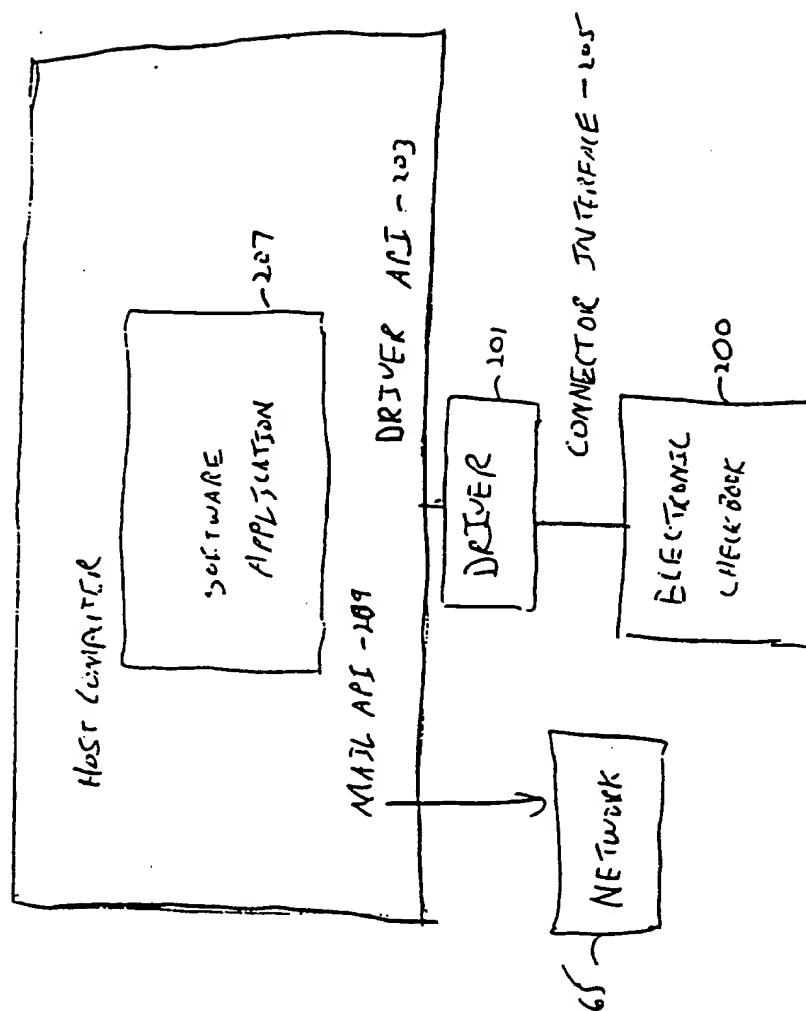 HOST COMPUTER
SOFTWARE
APPLICATION
207
MAIL API - 209
DRIVER API - 203
DRIVER
201
CONNECTOR INTERFACE - 205
NETWORK
65
ELECTRONIC
CHECKBOOK
200